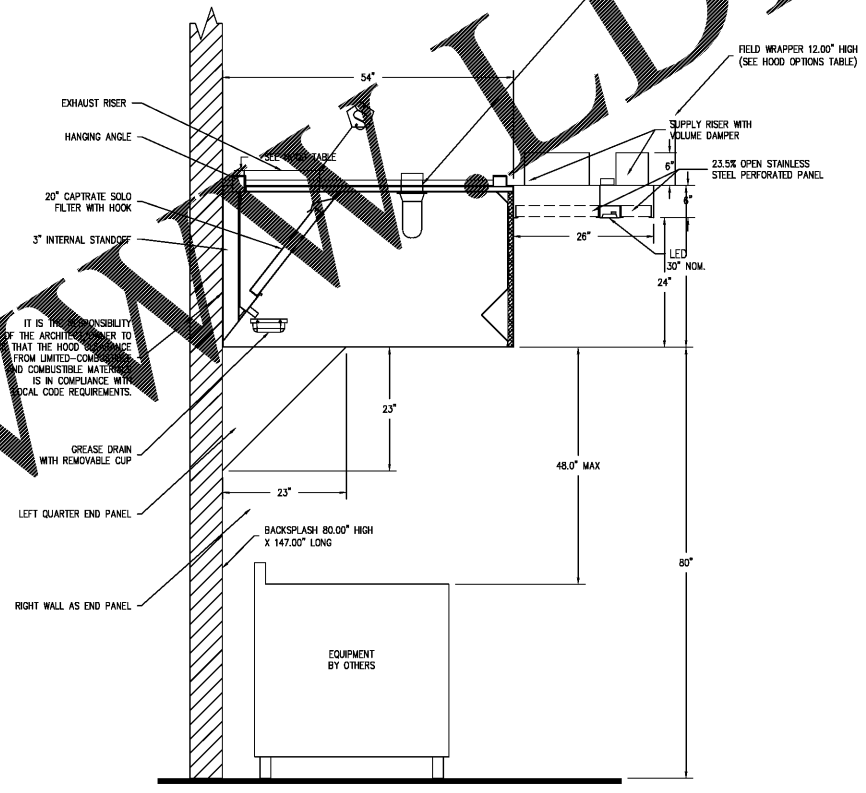 WWW LD
FIELD WRAPPER 12.00" HIGH
(SEE HOOD OPTIONS TABLE)
54"
EXHAUST RISER
SUPPLY RISER WITH
VOLUME DAMPER
HANGING ANGLE
SEE HOOD TABLE
6"
23.5% OPEN STAINLESS
STEEL PERFORATED PANEL
20" CAPTRATE SOLO
FILTER WITH HOOK
6"
3" INTERNAL STANDOFF
26"
LED
30" NOM.
24"
IT IS THE RESPONSIBILITY
OF THE ARCHITECT/OWNER TO
THAT THE HOOD CLEARANCE
FROM LIMITED-COMBUSTIBLE
AND COMBUSTIBLE MATERIALS
IS IN COMPLIANCE WITH
LOCAL CODE REQUIREMENTS.
23"
GREASE DRAIN
WITH REMOVABLE CUP
48.0" MAX
23"
LEFT QUARTER END PANEL
BACKSPLASH 80.00" HIGH
X 147.00" LONG
80"
RIGHT WALL AS END PANEL
EQUIPMENT
BY OTHERS